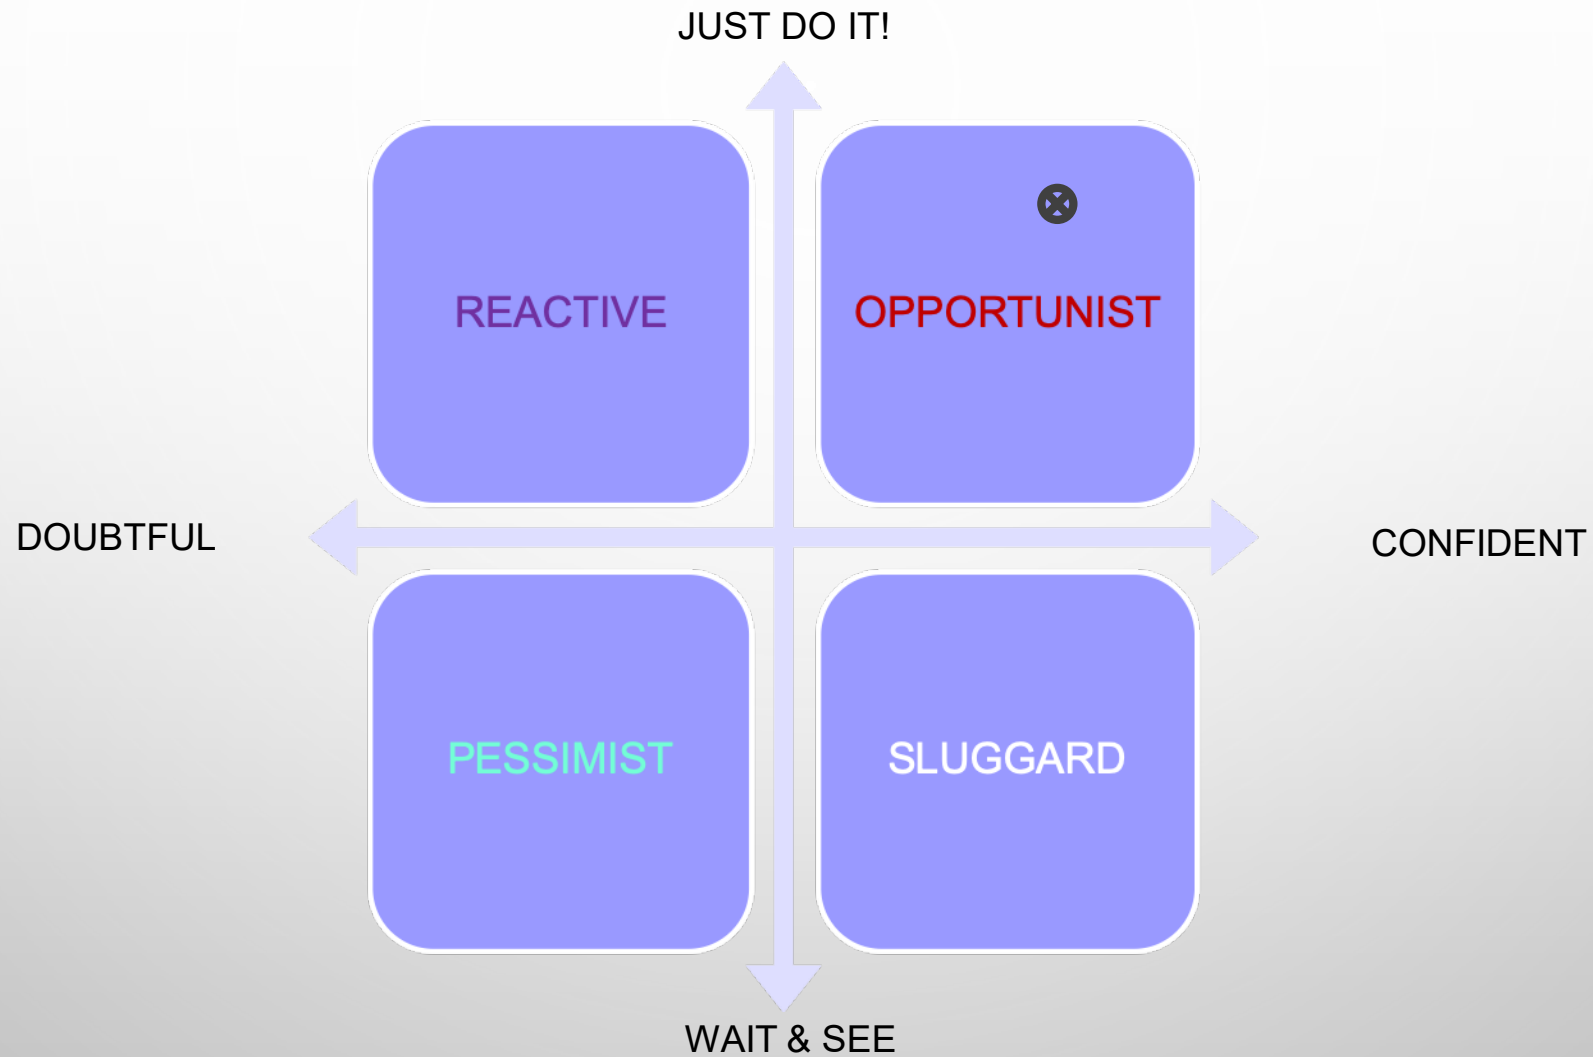 JUST DO IT!
REACTIVE
OPPORTUNIST
DOUBTFUL
CONFIDENT
PESSIMIST
SLUGGARD
WAIT & SEE